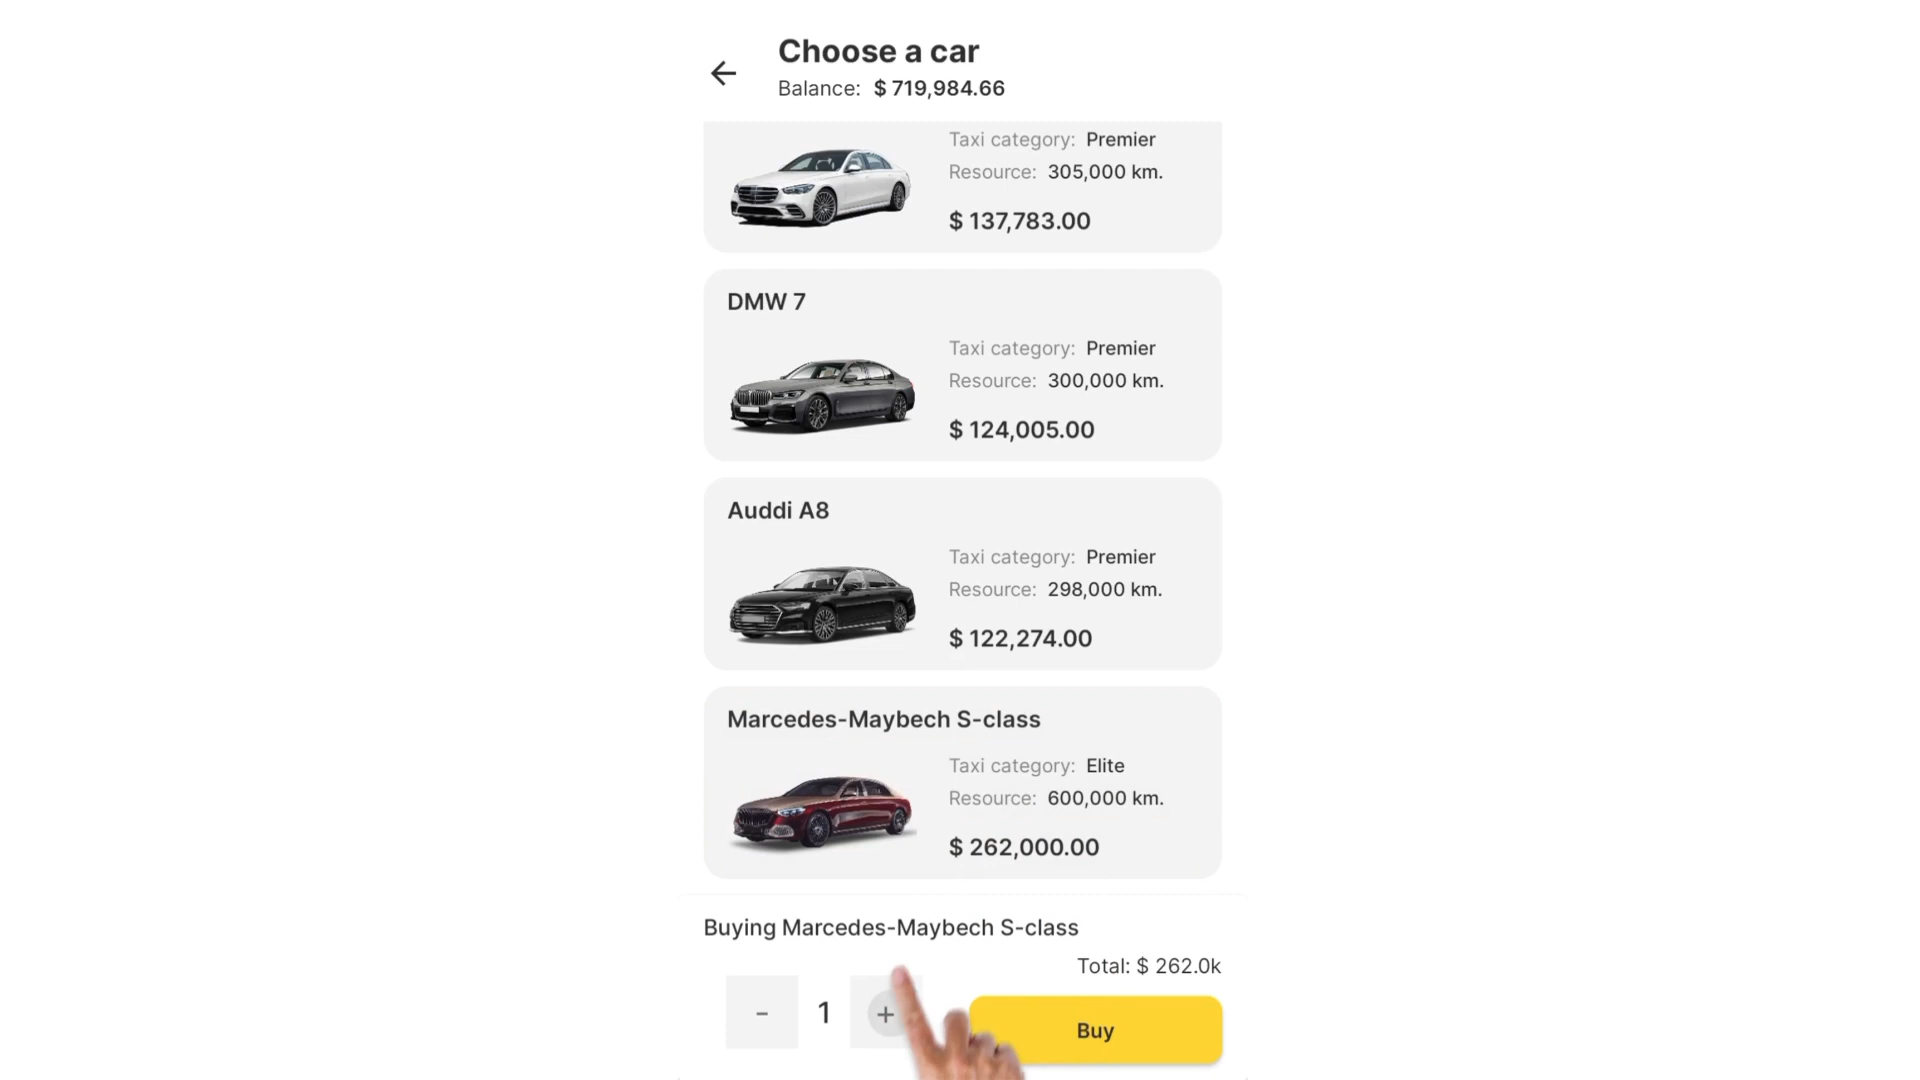 Choose a car
Balance: $ 719,984.66
Taxi category: Premier
Resource: 305,000 km.
$ 137,783.00
DMW 7
Taxi category: Premier
Resource: 300,000 km.
$ 124,005.00
Auddi A8
Taxi category: Premier
Resource: 298,000 km.
$ 122,274.00
Marcedes-Maybech S-class
Taxi category: Elite
Resource: 600,000 km.
$ 262,000.00
Buying Marcedes-Maybech S-class
Total: $ 262.0k
- 1 +
Buy